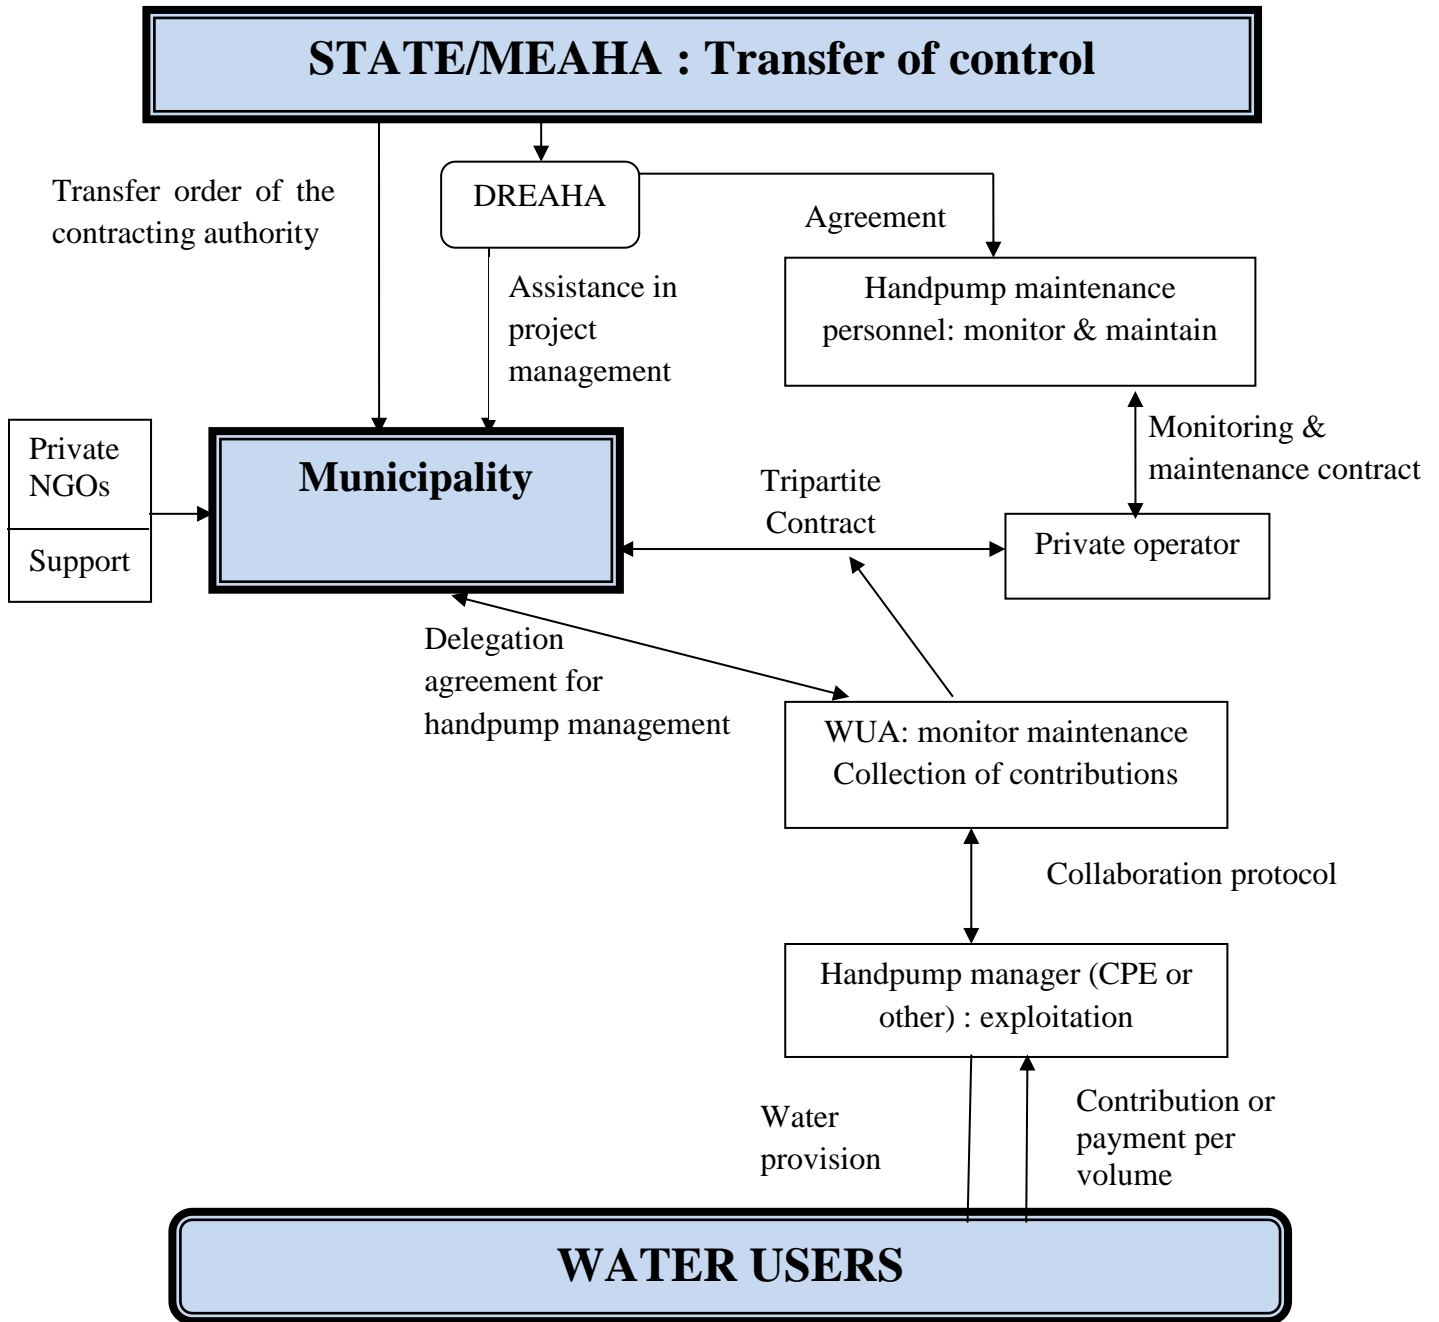 STATE/MEAHA : Transfer of control
Transfer order of the
contracting authority
DREAHA
Agreement
Assistance in
project
management
Handpump maintenance
personnel: monitor & maintain
Private
NGOs
Support
Municipality
Monitoring &
maintenance contract
Tripartite
Contract
Private operator
Delegation
agreement for
handpump management
WUA: monitor maintenance
Collection of contributions
Collaboration protocol
Handpump manager (CPE or
other) : exploitation
Water
provision
Contribution or
payment per
volume
WATER USERS